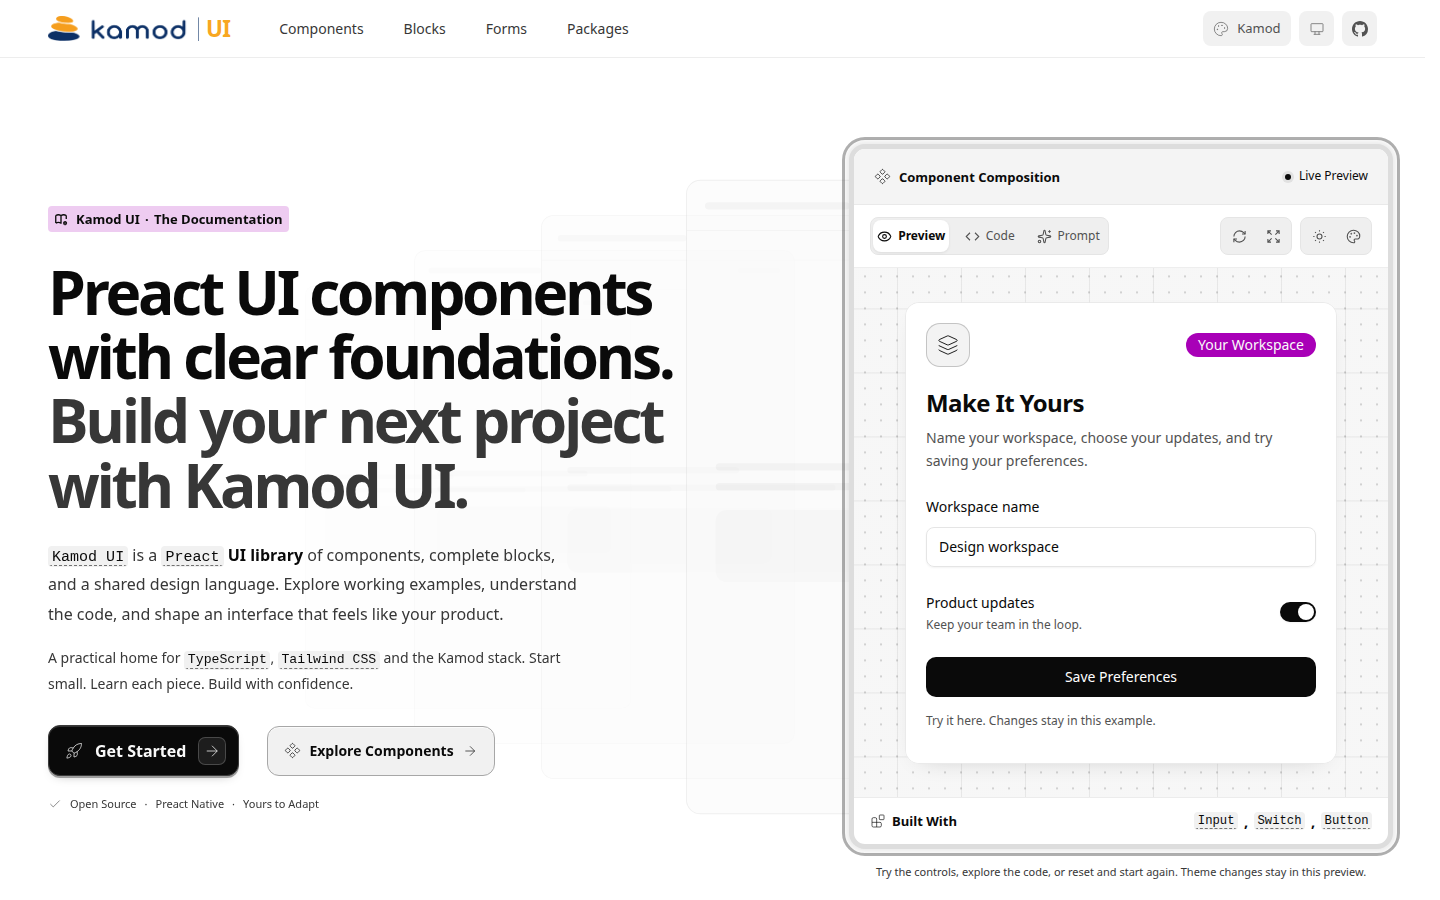 kamod | UI
Components
Blocks
Forms
Packages
Kamod
Kamod UI · The Documentation
Preact UI components
with clear foundations.
Build your next project
with Kamod UI.
Kamod UI is a Preact UI library of components, complete blocks,
and a shared design language. Explore working examples, understand
the code, and shape an interface that feels like your product.
A practical home for TypeScript, Tailwind CSS and the Kamod stack. Start
small. Learn each piece. Build with confidence.
Get Started
Explore Components
Open Source · Preact Native · Yours to Adapt
Component Composition
Live Preview
Preview
Code
Prompt
Your Workspace
Make It Yours
Name your workspace, choose your updates, and try
saving your preferences.
Workspace name
Design workspace
Product updates
Keep your team in the loop.
Save Preferences
Try it here. Changes stay in this example.
Built With
Input , Switch , Button
Try the controls, explore the code, or reset and start again. Theme changes stay in this preview.